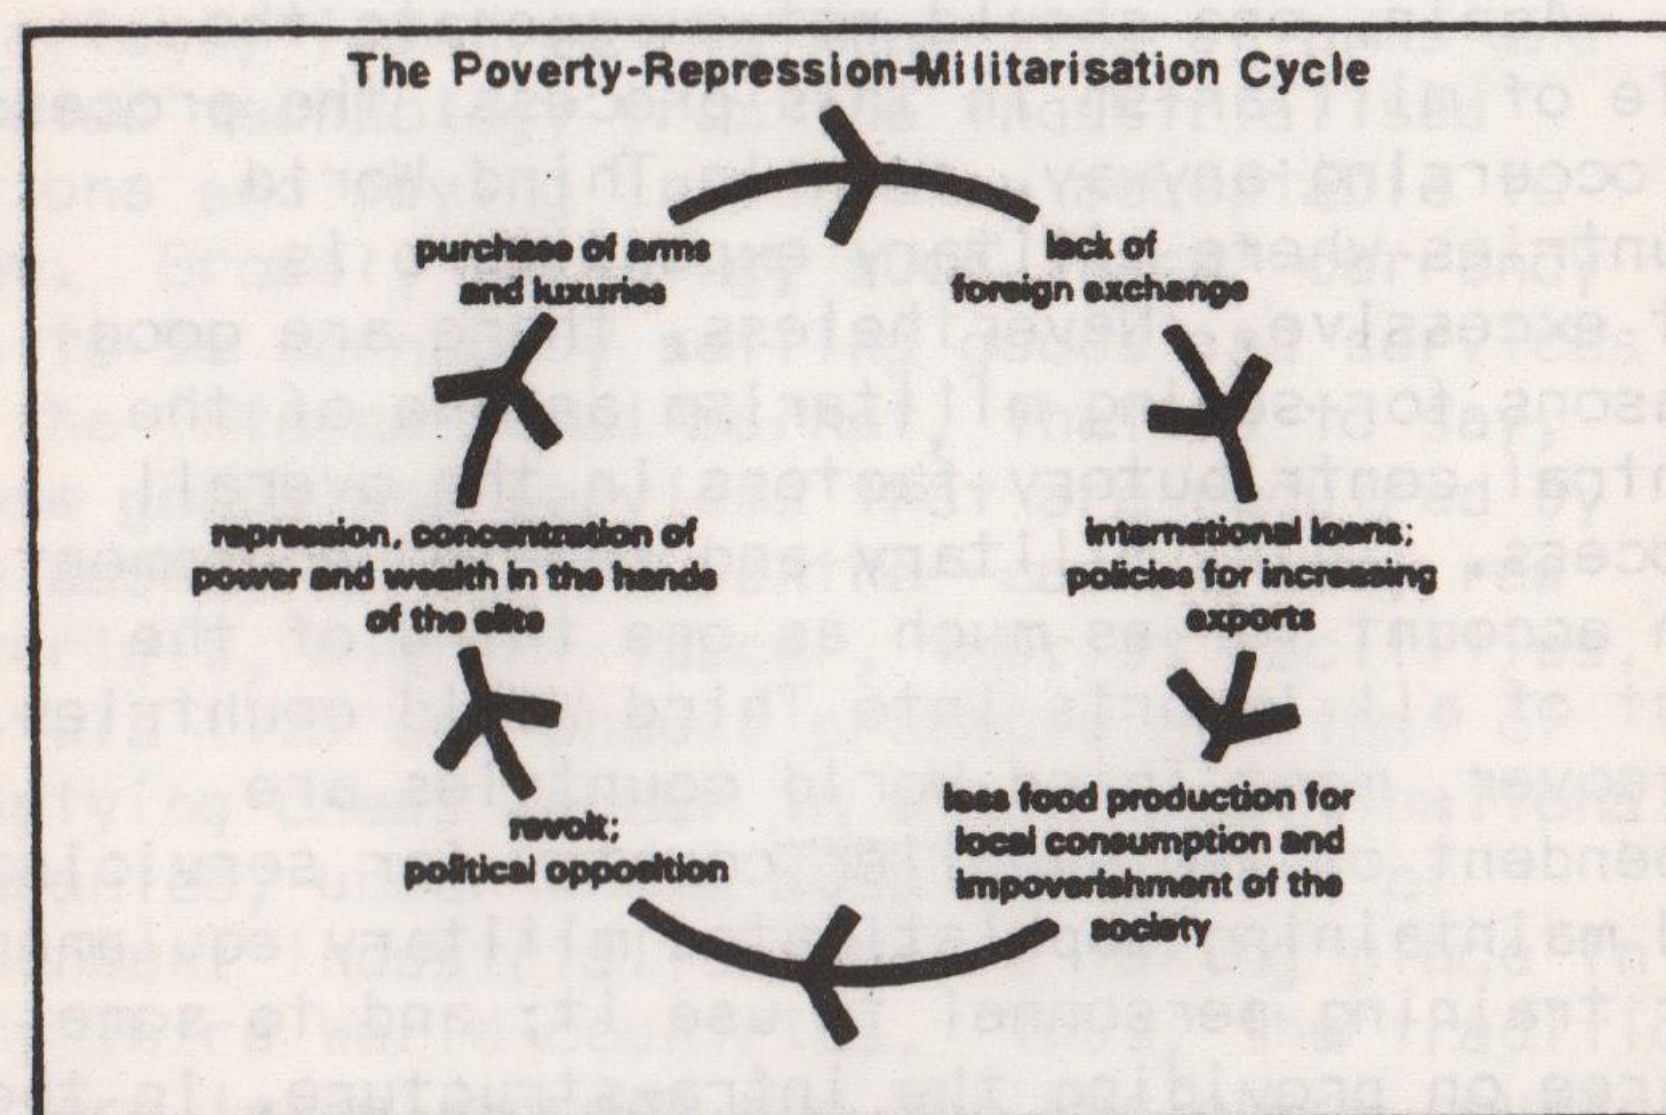 The Poverty-Repression-Militarisation Cycle
purchase of arms
and luxuries
lack of
foreign exchange
international loans;
policies for increasing
exports
less food production for
local consumption and
impoverishment of the
society
revolt;
political opposition
repression, concentration of
power and wealth in the hands
of the elite